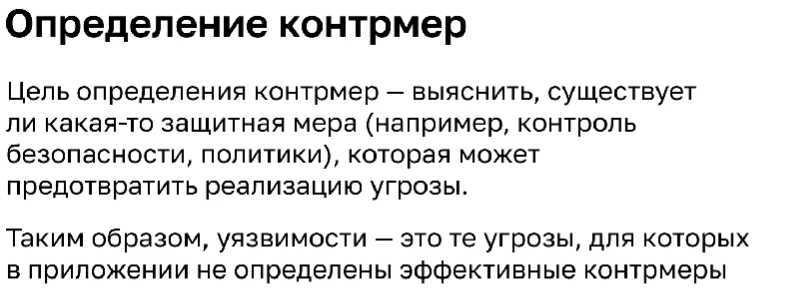 Определение контрмер
Цель определения контрмер — выяснить, существует
ли какая-то защитная мера (например, контроль
безопасности, политики), которая может
предотвратить реализацию угрозы.
Таким образом, уязвимости — это те угрозы, для которых
в приложении не определены эффективные контрмеры